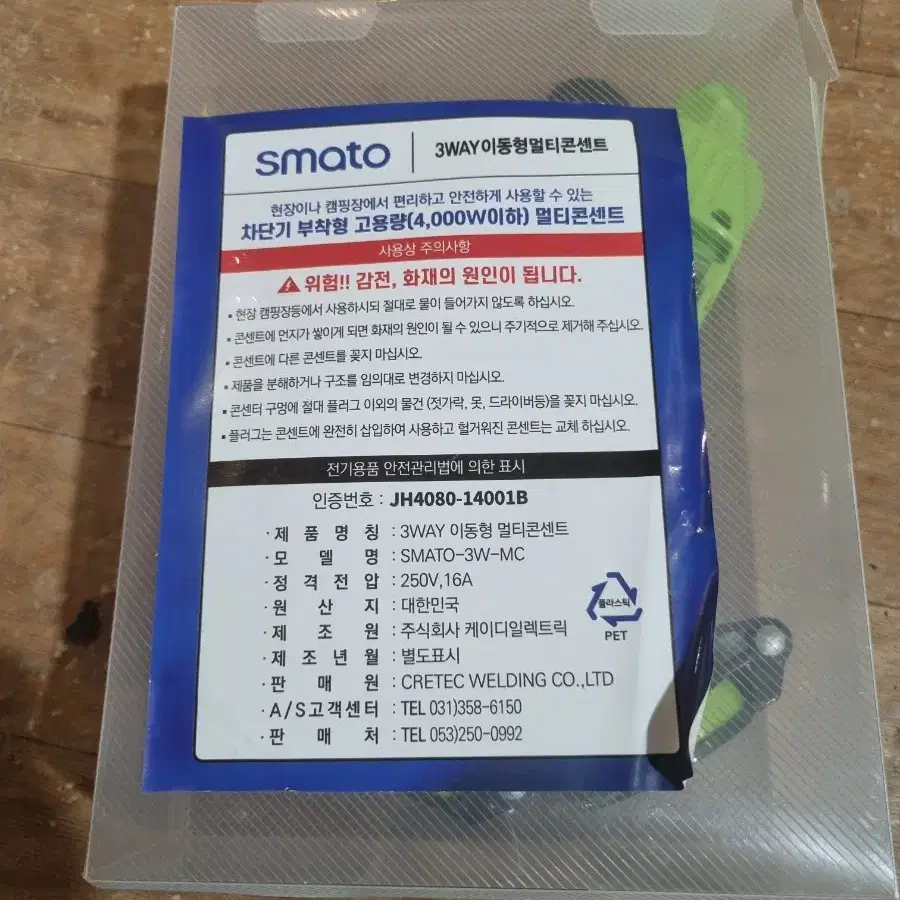 smato | 3WAY이동형멀티콘센트
현장이나 캠핑장에서 편리하고 안전하게 사용할 수 있는
차단기 부착형 고용량(4,000W이하) 멀티콘센트
사용상 주의사항
위험!! 감전, 화재의 원인이 됩니다.
▪ 현장 캠핑장등에서 사용하시되 절대로 물이 들어가지 않도록 하십시오.
▪ 콘센트에 먼지가 쌓이게 되면 화재의 원인이 될 수 있으니 주기적으로 제거해 주십시오.
▪ 콘센트에 다른 콘센트를 꽂지 마십시오.
▪ 제품을 분해하거나 구조를 임의대로 변경하지 마십시오.
▪ 콘센터 구멍에 절대 플러그 이외의 물건 (젓가락, 못, 드라이버등)을 꽂지 마십시오.
▪ 플러그는 콘센트에 완전히 삽입하여 사용하고 헐거워진 콘센트는 교체 하십시오.
전기용품 안전관리법에 의한 표시
인증번호 : JH4080-14001B
· 제 품 명 칭 : 3WAY 이동형 멀티콘센트
· 모 델 명 : SMATO-3W-MC
· 정 격 전 압 : 250V,16A
· 원 산 지 : 대한민국
· 제 조 원 : 주식회사 케이디일렉트릭
· 제 조 년 월 : 별도표시
· 판 매 원 : CRETEC WELDING CO.,LTD
· A/S고객센터 : TEL 031)358-6150
· 판 매 처 : TEL 053)250-0992
플라스틱
PET